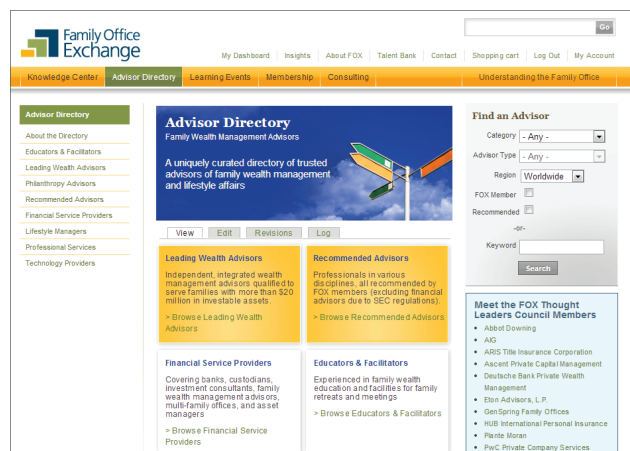 Family Office
Exchange
Go
My Dashboard
Insights
About FOX
Talent Bank
Contact
Shopping cart
Log Out
My Account
Knowledge Center
Advisor Directory
Learning Events
Membership
Consulting
Understanding the Family Office
Advisor Directory
About the Directory
Educators & Facilitators
Leading Wealth Advisors
Philanthropy Advisors
Recommended Advisors
Financial Service Providers
Lifestyle Managers
Professional Services
Technology Providers
Advisor Directory
Family Wealth Management Advisors
A uniquely curated directory of trusted
advisors of family wealth management
and lifestyle affairs
View
Edit
Revisions
Log
Leading Wealth Advisors
Independent, integrated wealth
management advisors qualified to
serve families with more than $20
million in investable assets.
> Browse Leading Wealth
Advisors
Recommended Advisors
Professionals in various
disciplines, all recommended by
FOX members (excluding financial
advisors due to SEC regulations).
> Browse Recommended Advisors
Financial Service Providers
Covering banks, custodians,
investment consultants, family
wealth management advisors,
multi-family offices, and asset
managers
> Browse Financial Service
Providers
Educators & Facilitators
Experienced in family wealth
education and facilities for family
retreats and meetings
> Browse Educators & Facilitators
Find an Advisor
Category - Any -
Advisor Type - Any -
Region Worldwide
FOX Member
Recommended
-or-
Keyword
Search
Meet the FOX Thought
Leaders Council Members
Abbot Downing
AIG
ARIS Title Insurance Corporation
Ascent Private Capital Management
Deutsche Bank Private Wealth
Management
Eton Advisors, L.P.
GenSpring Family Offices
HUB International Personal Insurance
Plante Moran
PwC Private Company Services